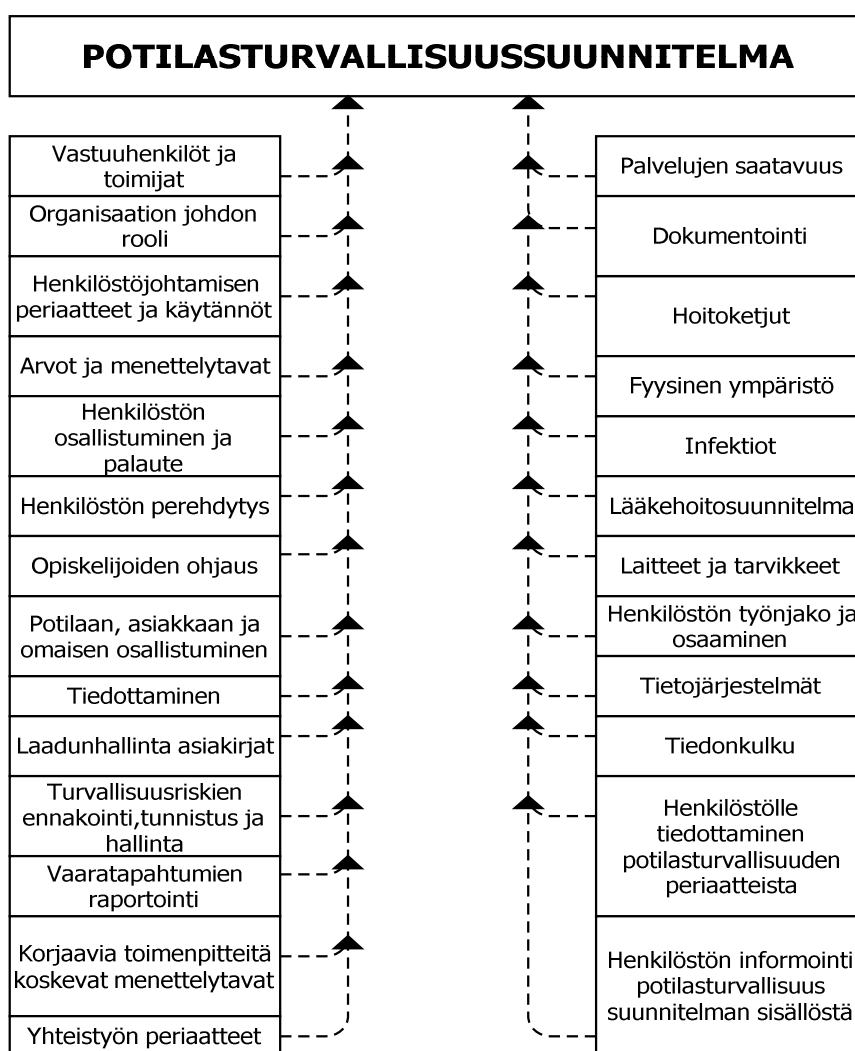 POTILASTURVALLISUUSSUUNNITELMA
Vastuuhenkilöt ja
toimijat
Organisaation johdon
rooli
Henkilöstöjohtamisen
periaatteet ja käytännöt
Arvot ja menettelytavat
Henkilöstön
osallistuminen ja
palaute
Henkilöstön perehdytys
Opiskelijoiden ohjaus
Potilaan, asiakkaan ja
omaisen osallistuminen
Tiedottaminen
Laadunhallinta asiakirjat
Turvallisuusriskien
ennakointi,tunnistus ja
hallinta
Vaaratapahtumien
raportointi
Korjaavia toimenpitteitä
koskevat menettelytavat
Yhteistyön periaatteet
Palvelujen saatavuus
Dokumentointi
Hoitoketjut
Fyysinen ympäristö
Infektiot
Lääkehoitosuunnitelma
Laitteet ja tarvikkeet
Henkilöstön työnjako ja
osaaminen
Tietojärjestelmät
Tiedonkulku
Henkilöstölle
tiedottaminen
potilasturvallisuuden
periaatteista
Henkilöstön informointi
potilasturvallisuus
suunnitelman sisällöstä